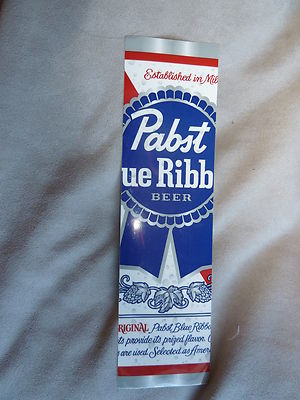 Established in Mil
Pabst
ue Ribb
BEER
RIGINAL Pabst Blue Ribbo
ts provide its prized flavor.
are used. Selected as Amer